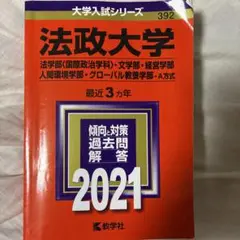 大学入試シリーズ
392
法政大学
法学部〈国際政治学科〉・文学部・経営学部
人間環境学部・グローバル教養学部-A方式
最近3カ年
傾向と対策
過去問
解答
2021
教学社